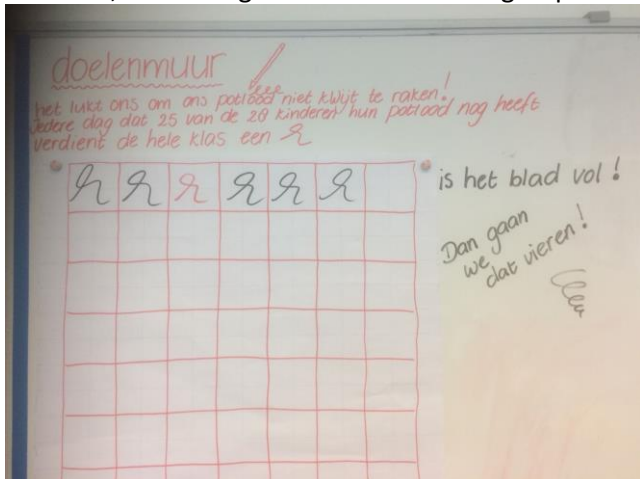 doelenmuur
het lukt ons om ons potlood niet kwijt te raken!
Iedere dag dat 25 van de 28 kinderen hun potlood nog heeft
verdient de hele klas een
is het blad vol!
Dan gaan
we
dat vieren!